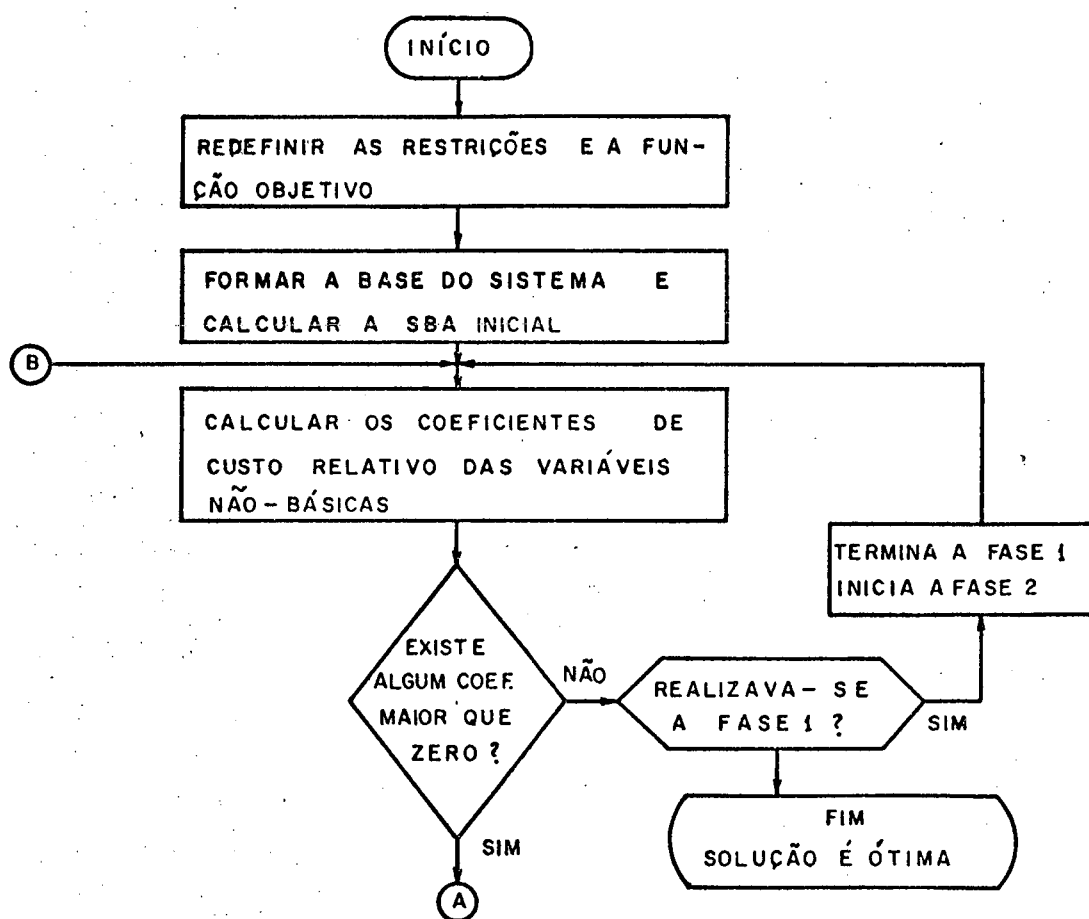 INÍCIO
REDEFINIR AS RESTRIÇÕES E A FUN-
ÇÃO OBJETIVO
FORMAR A BASE DO SISTEMA E
CALCULAR A SBA INICIAL
B
CALCULAR OS COEFICIENTES DE
CUSTO RELATIVO DAS VARIÁVEIS
NÃO-BÁSICAS
TERMINA A FASE 1
INICIA A FASE 2
EXISTE
ALGUM COEF.
MAIOR QUE
ZERO?
NÃO
REALIZAVA-SE
A FASE 1?
SIM
FIM
SOLUÇÃO É ÓTIMA
SIM
A